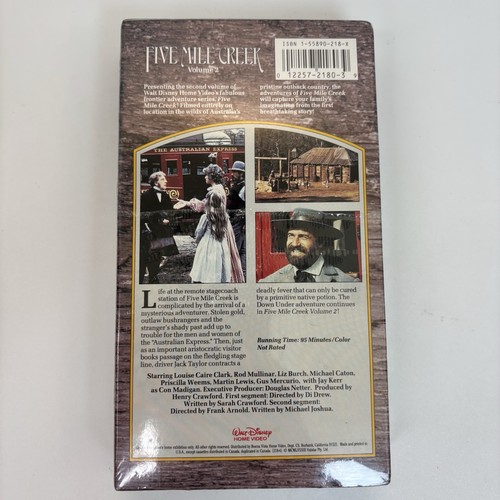 FIVE MILE CREEK
Volume 2
ISBN 1-55890-218-8
0 12257-2180-3 9
Presenting the second volume of
Walt Disney Home Video's fabulous
frontier adventure series, Five
Mile Creek! Filmed entirely on
location in the wilds of Australia's
pristine outback country, the
adventures of Five Mile Creek
will capture your family's
imagination from the first
breathtaking story!
THE AUSTRALIAN EXPRESS
Life at the remote stagecoach
station of Five Mile Creek is
complicated by the arrival of a
mysterious adventurer. Stolen gold,
outlaw bushrangers and the
stranger's shady past add up to
trouble for the men and women of
the "Australian Express." Then, just
as an important aristocratic visitor
books passage on the fledgling stage
line, driver Jack Taylor contracts a
deadly fever that can only be cured
by a primitive native potion. The
Down Under adventure continues
in Five Mile Creek Volume 2!
Running Time: 95 Minutes/Color
Not Rated
Starring Louise Caire Clark, Rod Mullinar, Liz Burch, Michael Caton,
Priscilla Weems, Martin Lewis, Gus Mercurio, with Jay Kerr
as Con Madigan. Executive Producer: Douglas Netter. Produced by
Henry Crawford. First segment: Directed by Di Drew.
Written by Sarah Crawford. Second segment:
Directed by Frank Arnold. Written by Michael Joshua.
Walt Disney
HOME VIDEO